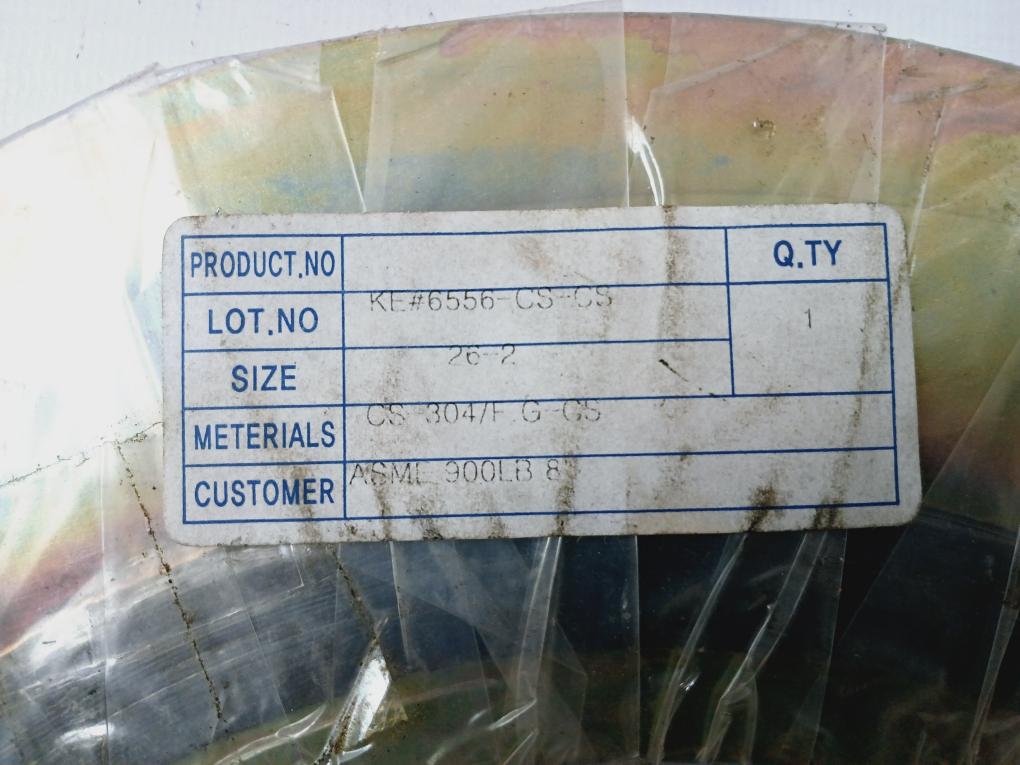 PRODUCT.NO
Q.TY
KE#6556-CS-CS
LOT.NO
1
26-2
SIZE
CS-304/F.G-CS
METERIALS
ASME 900LB 8"
CUSTOMER